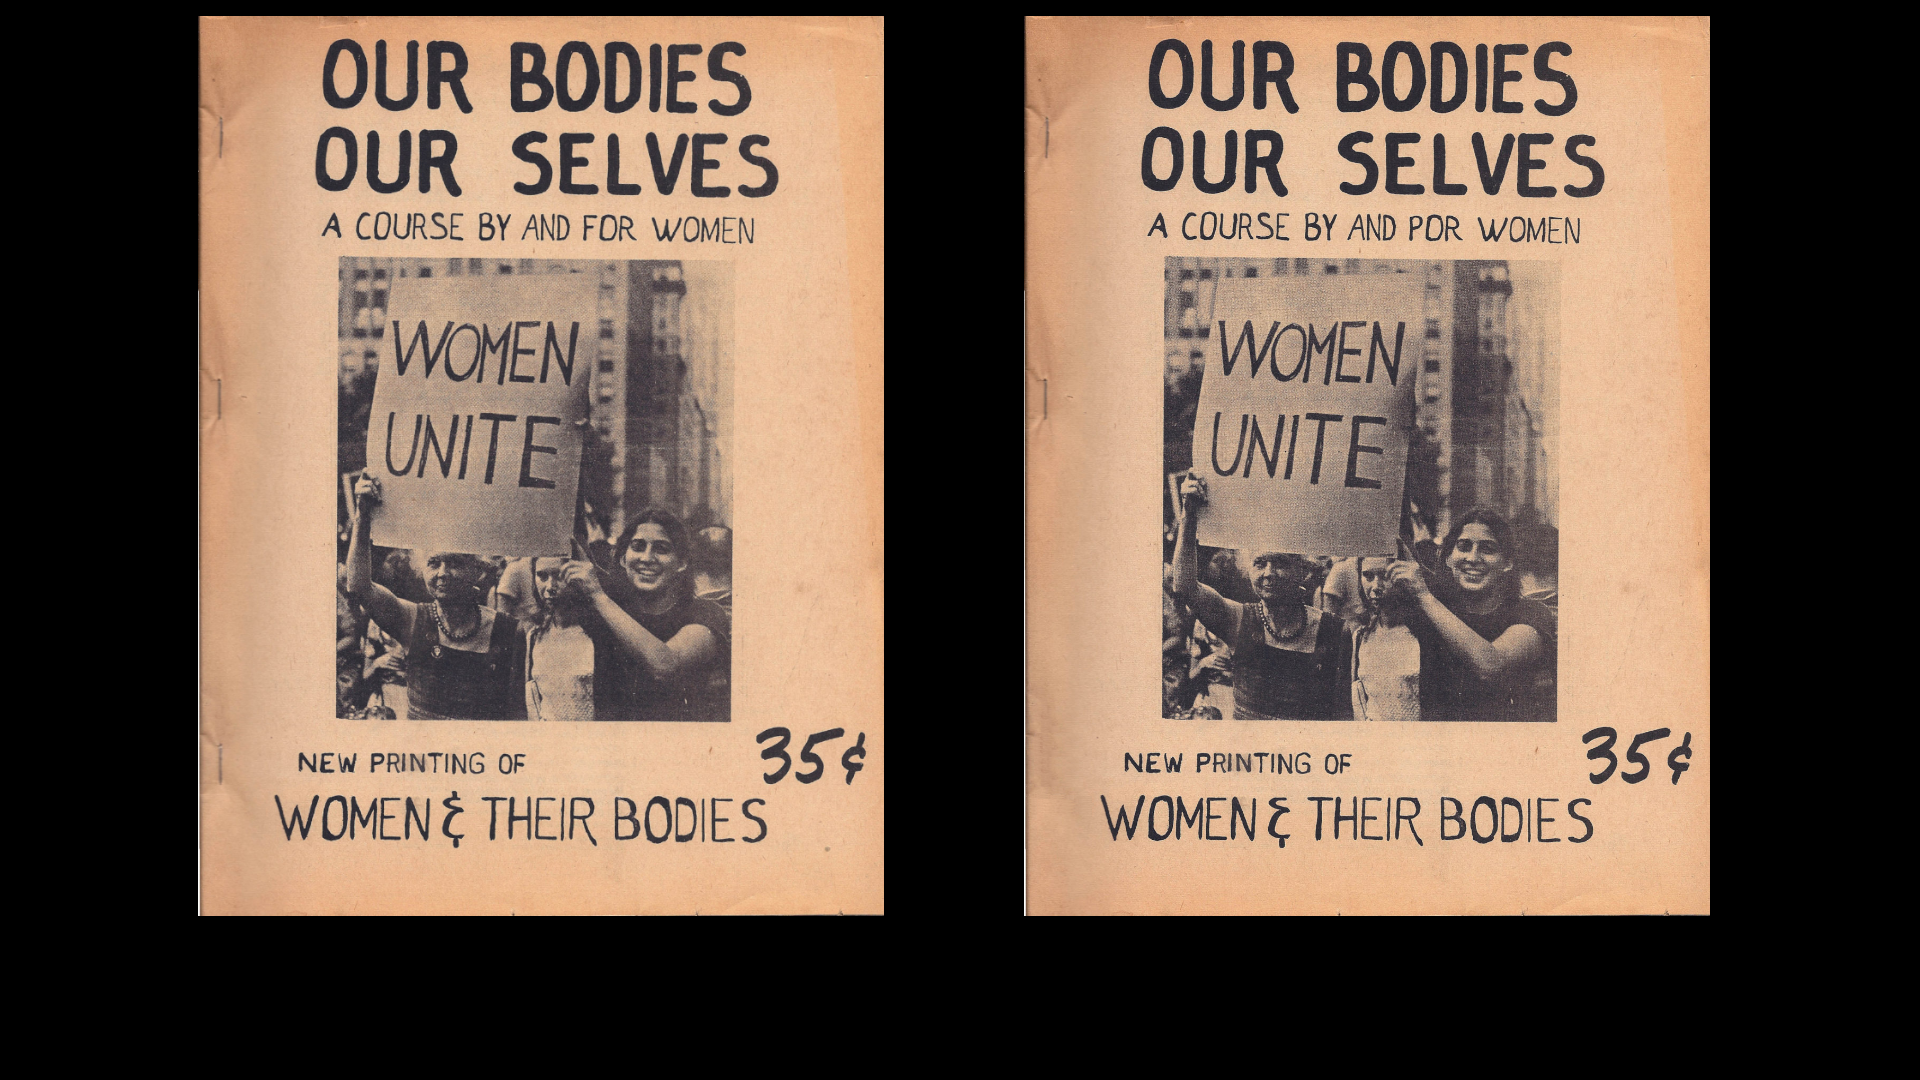 OUR BODIES
OUR SELVES
A COURSE BY AND FOR WOMEN
WOMEN
UNITE
35¢
NEW PRINTING OF
WOMEN & THEIR BODIES
OUR BODIES
OUR SELVES
A COURSE BY AND POR WOMEN
WOMEN
UNITE
35¢
NEW PRINTING OF
WOMEN & THEIR BODIES